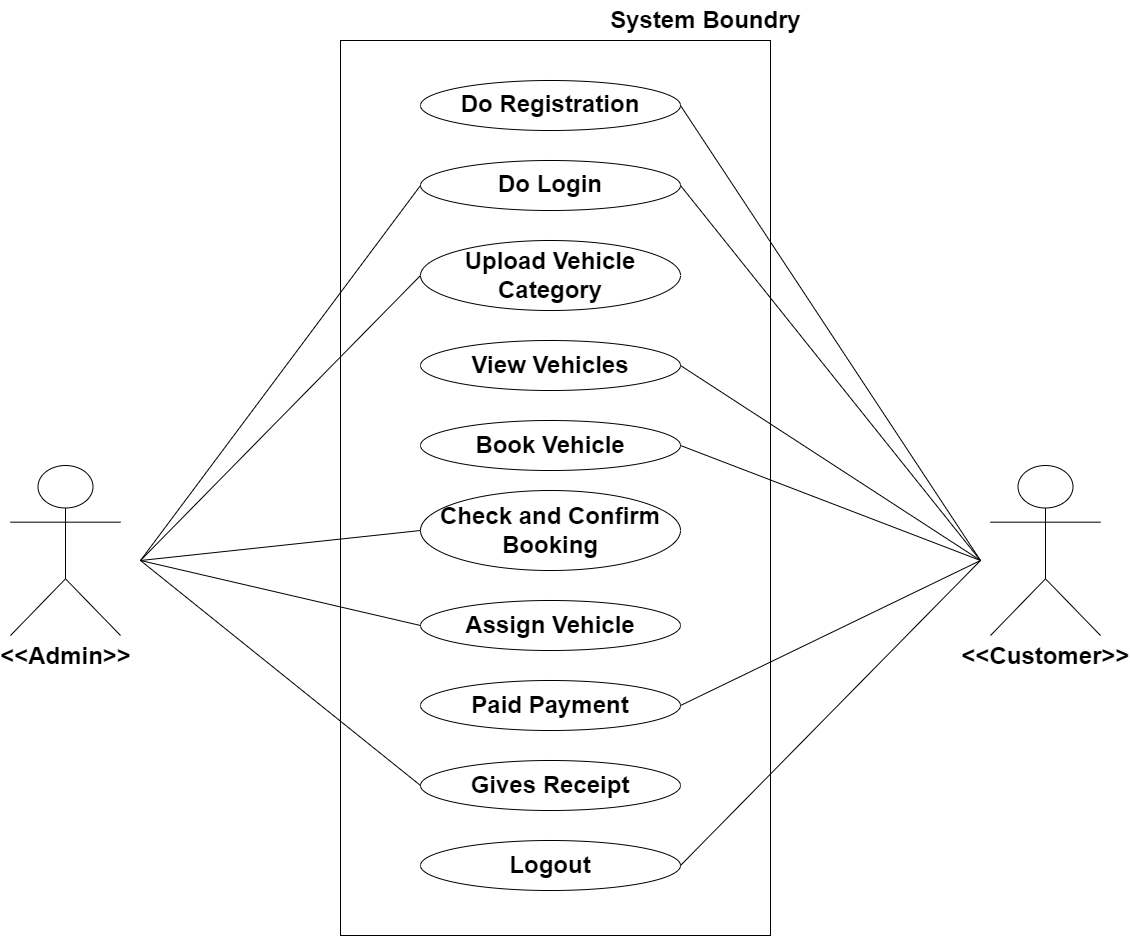 System Boundry
Do Registration
Do Login
Upload Vehicle
Category
View Vehicles
Book Vehicle
Check and Confirm
Booking
Assign Vehicle
<<Admin>>
<<Customer>>
Paid Payment
Gives Receipt
Logout